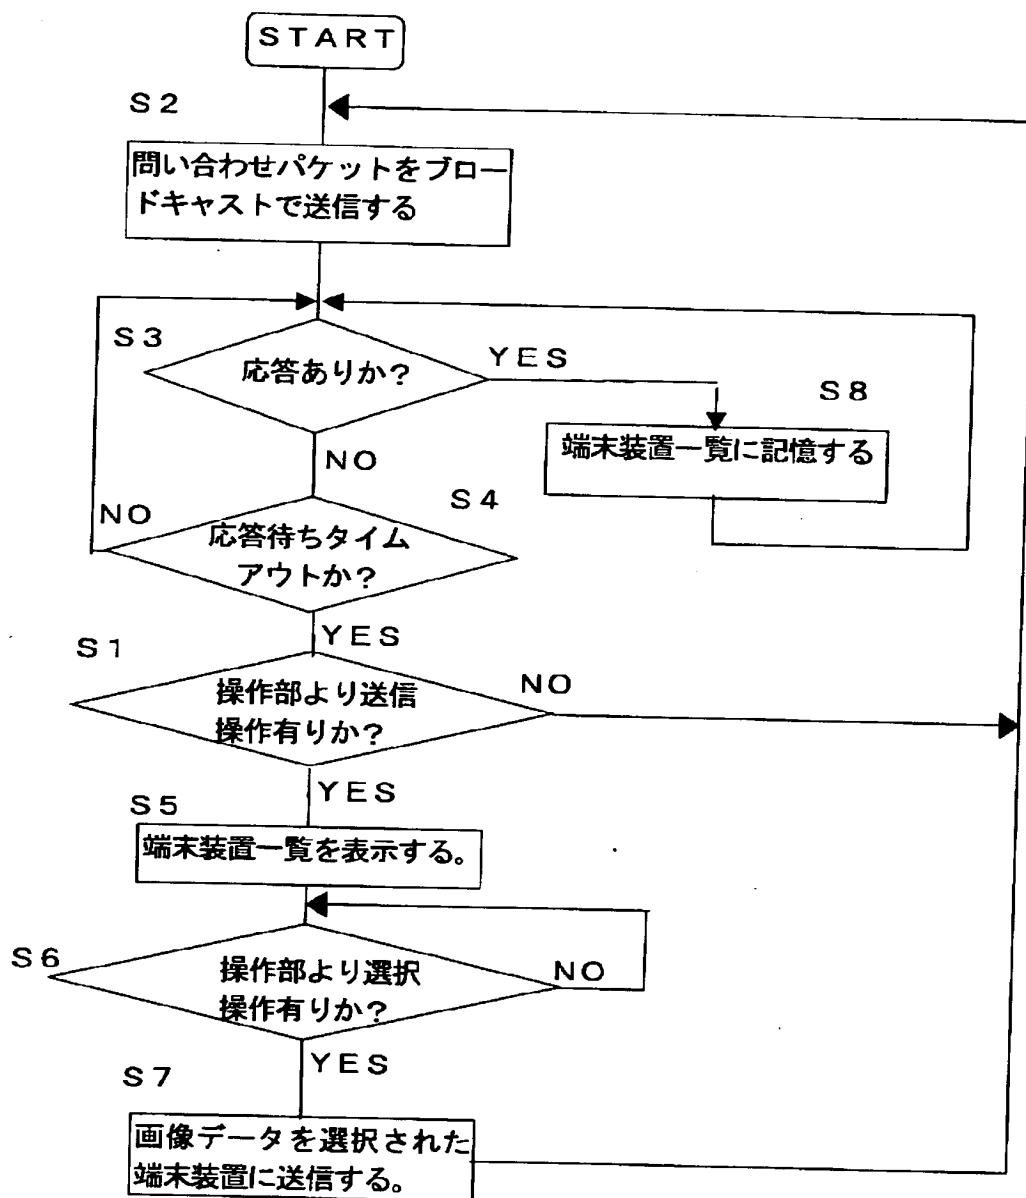 START
S2
問い合わせパケットをブロー
ドキャストで送信する
S3
応答ありか？
YES
S8
端末装置一覧に記憶する
NO
S4
NO
応答待ちタイム
アウトか？
YES
S1
操作部より送信
操作有りか？
NO
YES
S5
端末装置一覧を表示する。
S6
操作部より選択
操作有りか？
NO
YES
S7
画像データを選択された
端末装置に送信する。